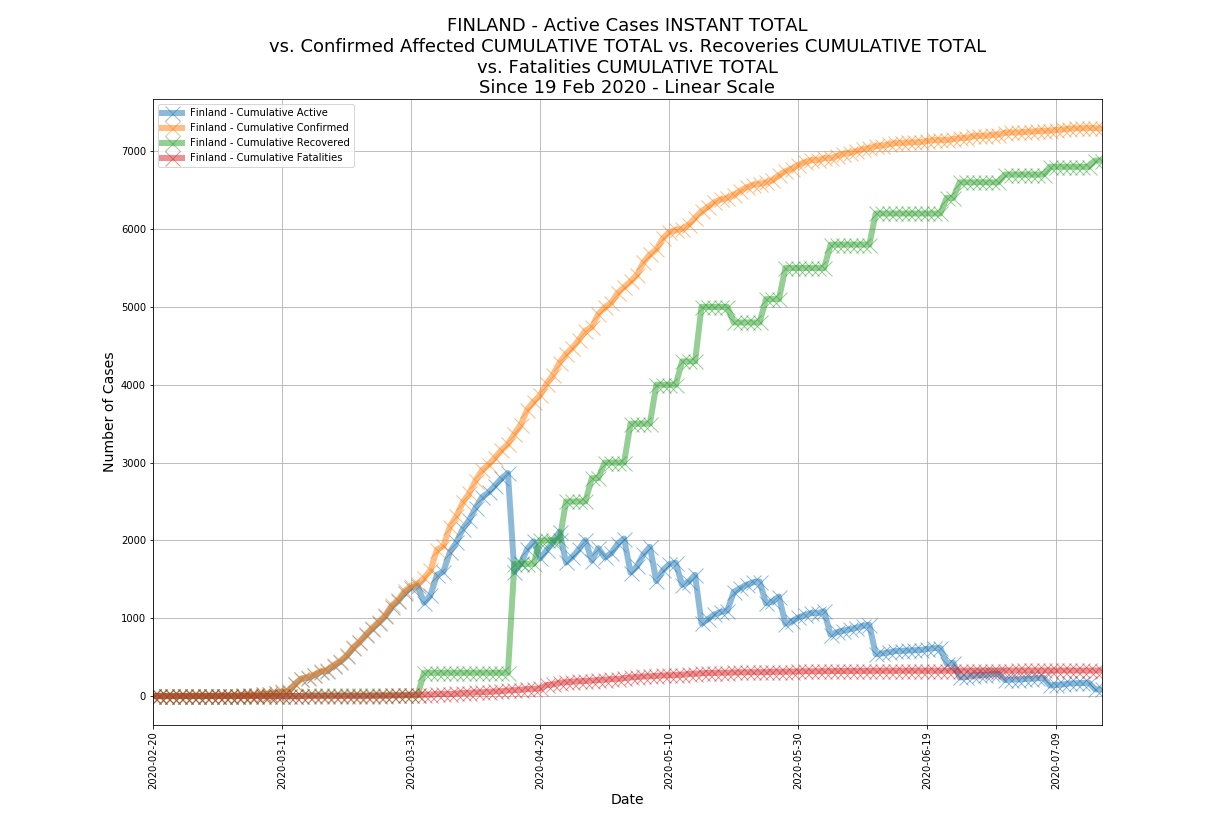 FINLAND - Active Cases INSTANT TOTAL
vs. Confirmed Affected CUMULATIVE TOTAL vs. Recoveries CUMULATIVE TOTAL
vs. Fatalities CUMULATIVE TOTAL
Since 19 Feb 2020 - Linear Scale
Finland - Cumulative Active
Finland - Cumulative Confirmed
Finland - Cumulative Recovered
Finland - Cumulative Fatalities
Number of Cases
7000
6000
5000
4000
3000
2000
1000
0
2020-02-20
2020-03-11
2020-03-31
2020-04-20
2020-05-10
2020-05-30
2020-06-19
2020-07-09
Date